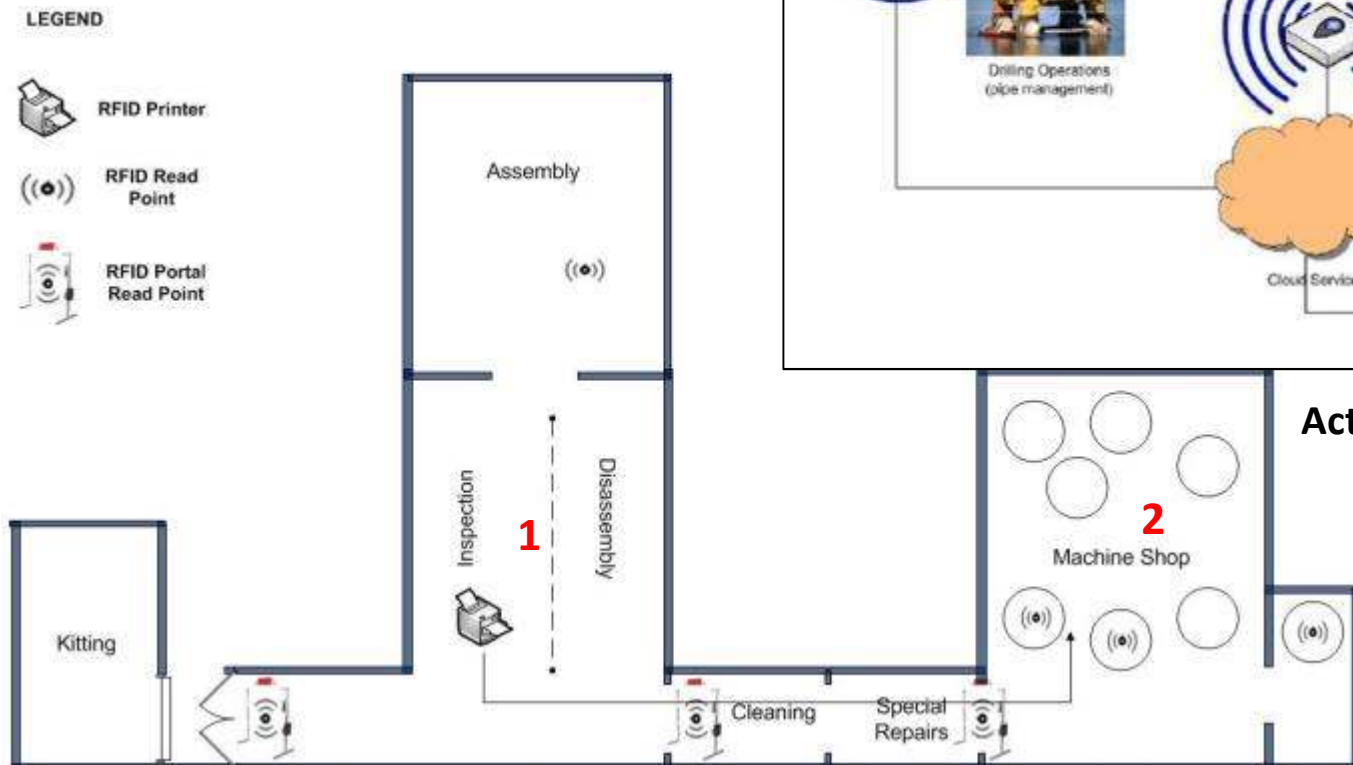 LEGEND
RFID Printer
RFID Read
Point
RFID Portal
Read Point
Drilling Operations
(pipe management)
Cloud Service
Assembly
Inspection
1
Disassembly
Kitting
Cleaning
Special
Repairs
2
Machine Shop
Act